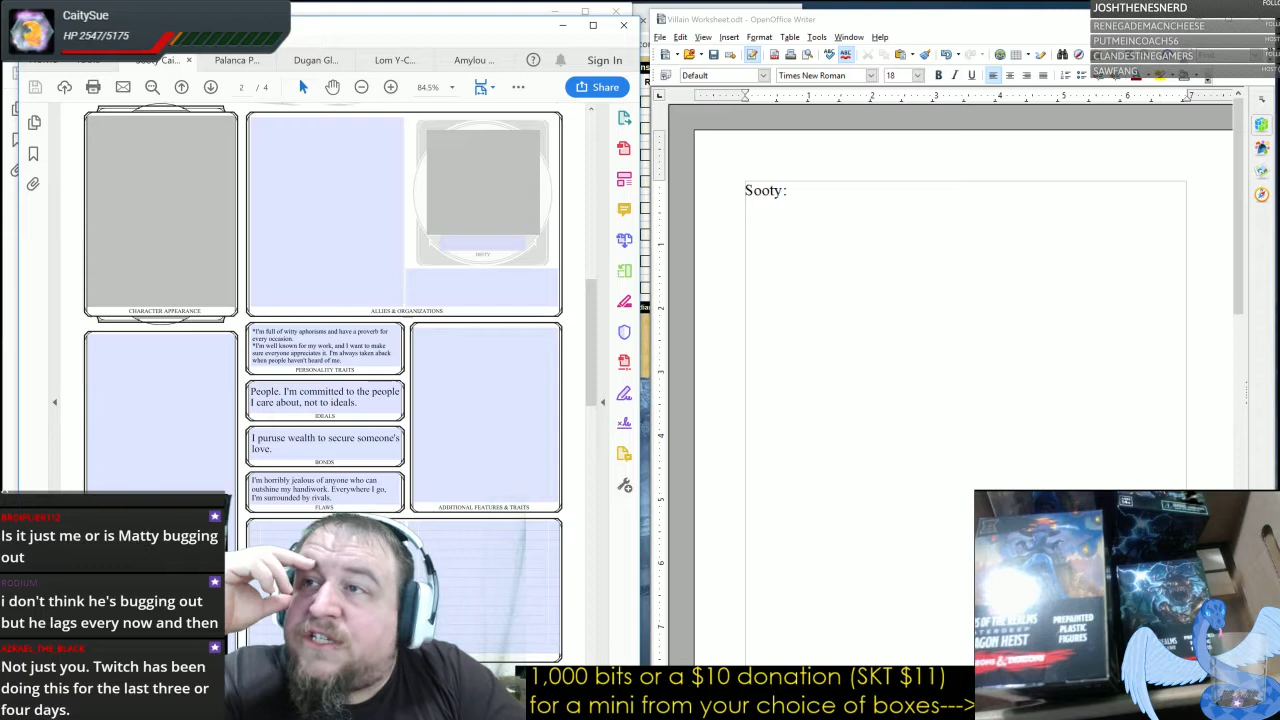 CaitySue
HP 2547/5175
Villain Worksheet.odt - OpenOffice Writer
JOSHTHENESNERD
RENEGADEMACNCHEESE
PUTMEINCOACH56
CLANDESTINEGAMERS
SAWFANG
File Edit View Insert Format Table Tools Window Help
Palanca P...
Dugan Gl...
Sign In
2 / 4
84.5%
Share
Default
Times New Roman
18
Sooty:
CHARACTER APPEARANCE
ALLIES & ORGANIZATIONS
*I'm full of witty aphorisms and have a proverb for
every occasion.
*I'm well known for my work, and I want to make
sure everyone appreciates it. I'm always taken aback
when people haven't heard of me.
PERSONALITY TRAITS
People. I'm committed to the people
I care about, not to ideals.
IDEALS
I puruse wealth to secure someone's
love.
BONDS
I'm horribly jealous of anyone who can
outshine my handiwork. Everywhere I go,
I'm surrounded by rivals.
FLAWS
ADDITIONAL FEATURES & TRAITS
Is it just me or is Matty bugging
out
RODIUM
i don't think he's bugging out
but he lags every now and then
AZRAEL_THE_BLACK
Not just you. Twitch has been
doing this for the last three or
four days.
1,000 bits or a $10 donation (SKT $11)
for a mini from your choice of boxes--->
PREPAINTED
PLASTIC
FIGURES